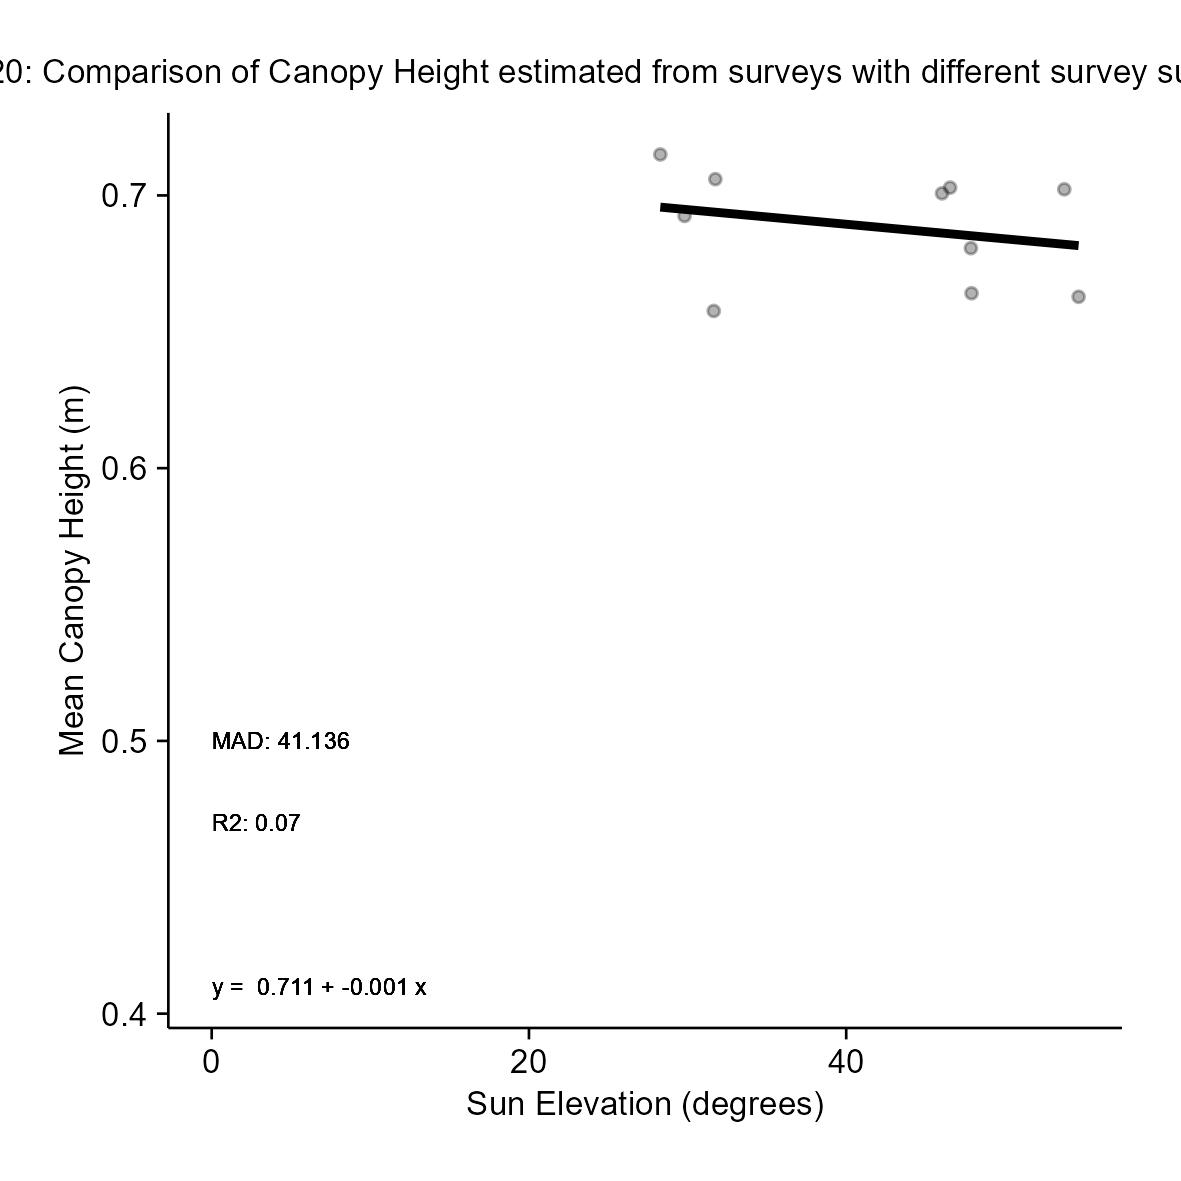 20: Comparison of Canopy Height estimated from surveys with different survey
0.7
0.6
0.5
0.4
Mean Canopy Height (m)
MAD: 41.136
R2: 0.07
y = 0.711 + -0.001 x
0
20
40
Sun Elevation (degrees)